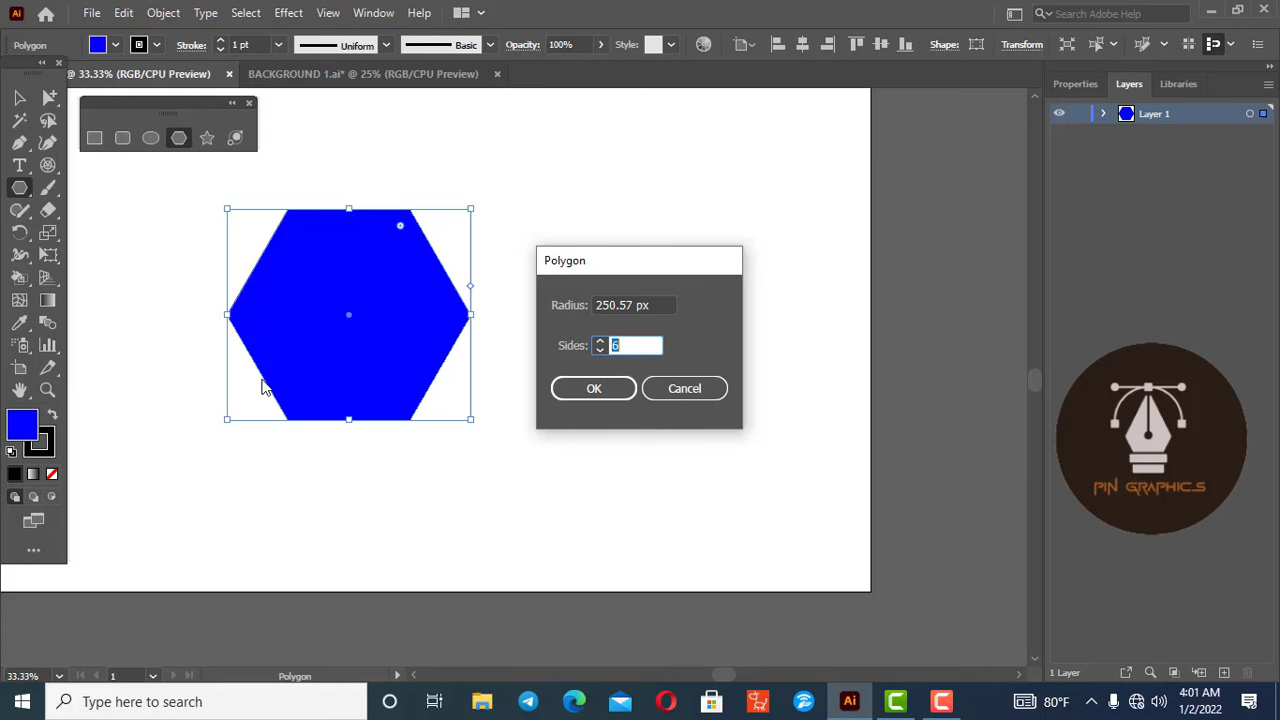 Ai File Edit Object Type Select Effect View Window Help Search Adobe Help
Polygon Stroke: 1 pt Uniform Basic Opacity: 100% Style: Shape: Transform
@ 33.33% (RGB/CPU Preview) BACKGROUND 1.ai* @ 25% (RGB/CPU Preview)
Properties Layers Libraries
Layer 1
Polygon
Radius: 250.57 px
Sides: 6
OK Cancel
PIN GRAPHICS
33.33% 1 Polygon 1 Layer
Type here to search Ai 80°F 4:01 AM
1/2/2022